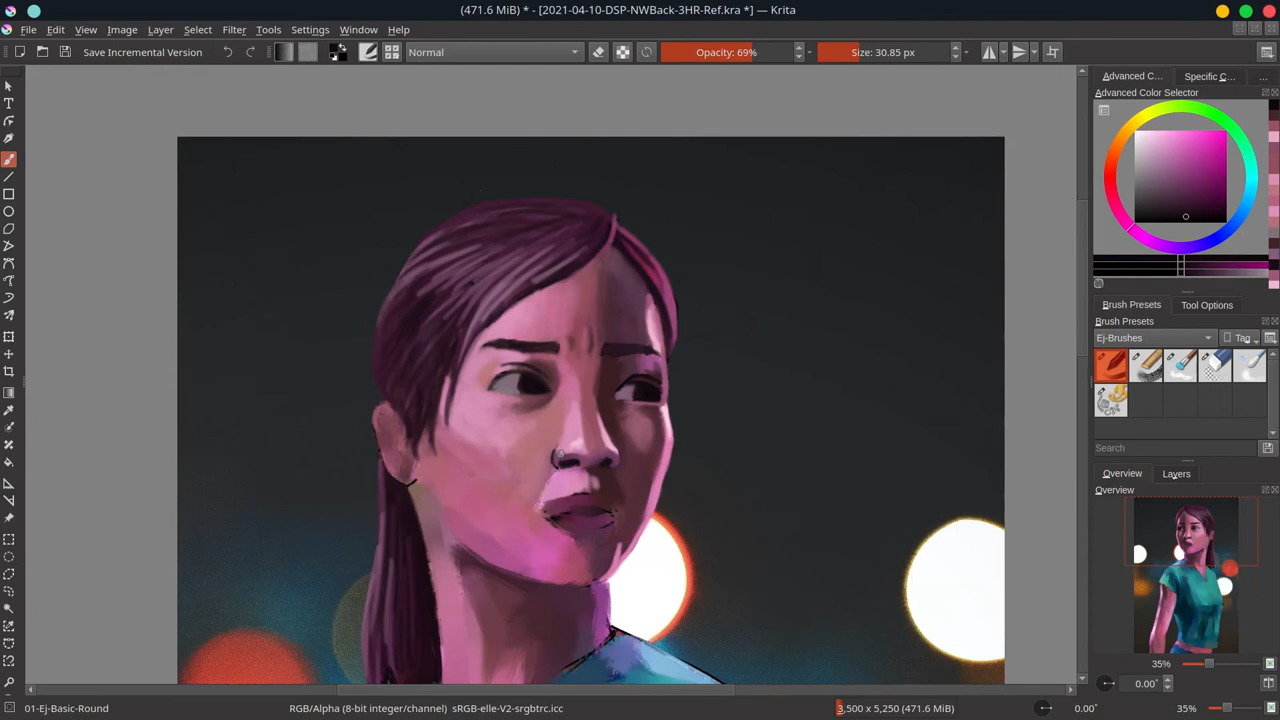 (471.6 MiB) * - [2021-04-10-DSP-NWBack-3HR-Ref.kra *] — Krita
File Edit View Image Layer Select Filter Tools Settings Window Help
Save Incremental Version Normal Opacity: 69% Size: 30.85 px
Advanced C... Specific C... ...
Advanced Color Selector
Brush Presets Tool Options
Brush Presets
Ej-Brushes Tag
Search
Overview Layers
Overview
35%
0.00°
01-Ej-Basic-Round RGB/Alpha (8-bit integer/channel) sRGB-elle-V2-srgbtrc.icc 3,500 x 5,250 (471.6 MiB) 0.00° 35%